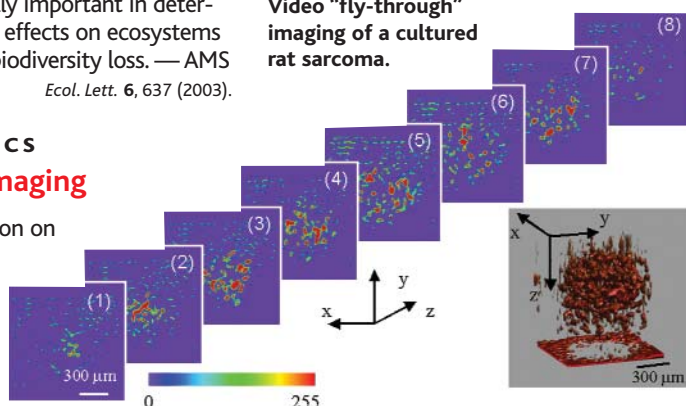 ly important in deter-
effects on ecosystems
biodiversity loss. — AMS
Ecol. Lett. 6, 637 (2003).
CS
maging
on on
Video "fly-through"
imaging of a cultured
rat sarcoma.
(1)
(2)
(3)
(4)
(5)
(6)
(7)
(8)
300 µm
0 255
x y z
x y
z
300 µm